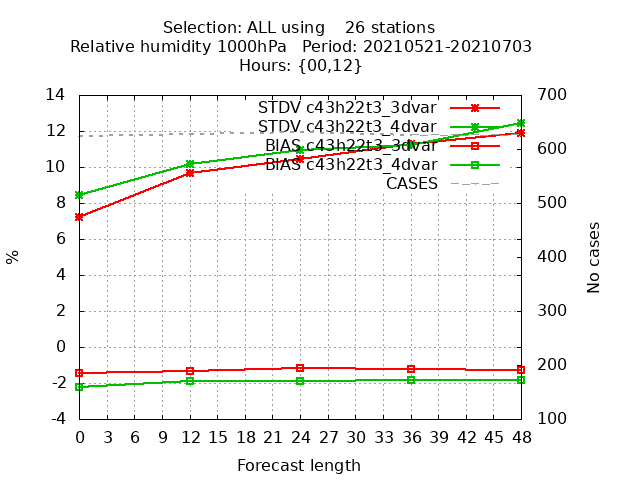 Selection: ALL using    26 stations
Relative humidity 1000hPa   Period: 20210521-20210703
Hours: {00,12}
STDV c43h22t3_3dvar
STDV c43h22t3_4dvar
BIAS c43h22t3_3dvar
BIAS c43h22t3_4dvar
CASES
14
12
10
8
6
4
2
0
-2
-4
%
700
600
500
400
300
200
100
No cases
0 3 6 9 12 15 18 21 24 27 30 33 36 39 42 45 48
Forecast length